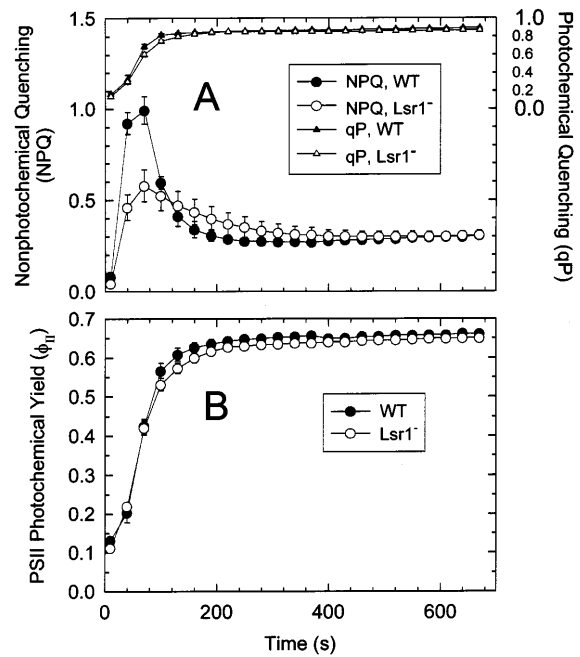 Nonphotochemical Quenching
(NPQ)
1.5
1.0
0.5
0.0
A
NPQ, WT
NPQ, Lsr1⁻
qP, WT
qP, Lsr1⁻
1.0
0.8
0.6
0.4
0.2
0.0
Photochemical Quenching (qP)
PSII Photochemical Yield (ϕII)
0.7
0.6
0.5
0.4
0.3
0.2
0.1
0.0
B
WT
Lsr1⁻
0 200 400 600
Time (s)